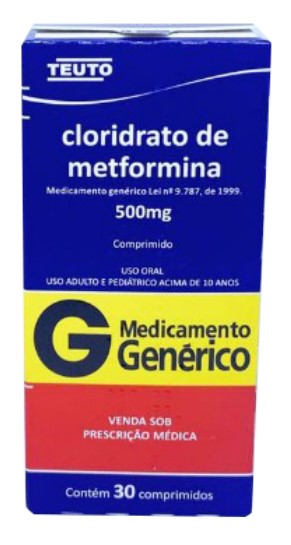 TEUTO
cloridrato de
metformina
Medicamento genérico Lei nº 9.787, de 1999.
500mg
Comprimido
USO ORAL
USO ADULTO E PEDIÁTRICO ACIMA DE 10 ANOS
G Medicamento
Genérico
VENDA SOB
PRESCRIÇÃO MÉDICA
Contém 30 comprimidos